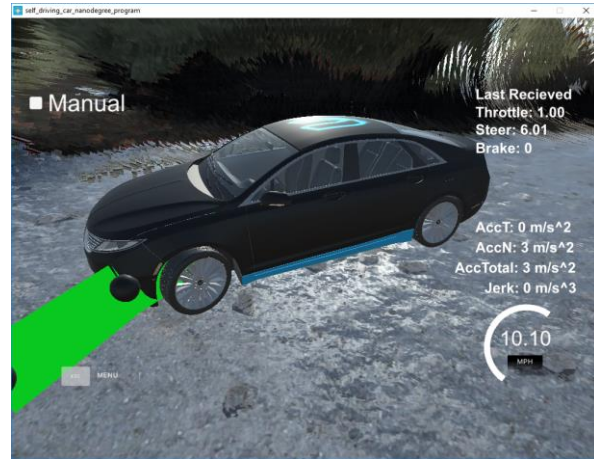 self_driving_car_nanodegree_program
Manual
Last Recieved
Throttle: 1.00
Steer: 6.01
Brake: 0
AccT: 0 m/s^2
AccN: 3 m/s^2
AccTotal: 3 m/s^2
Jerk: 0 m/s^3
10.10
MPH
MENU